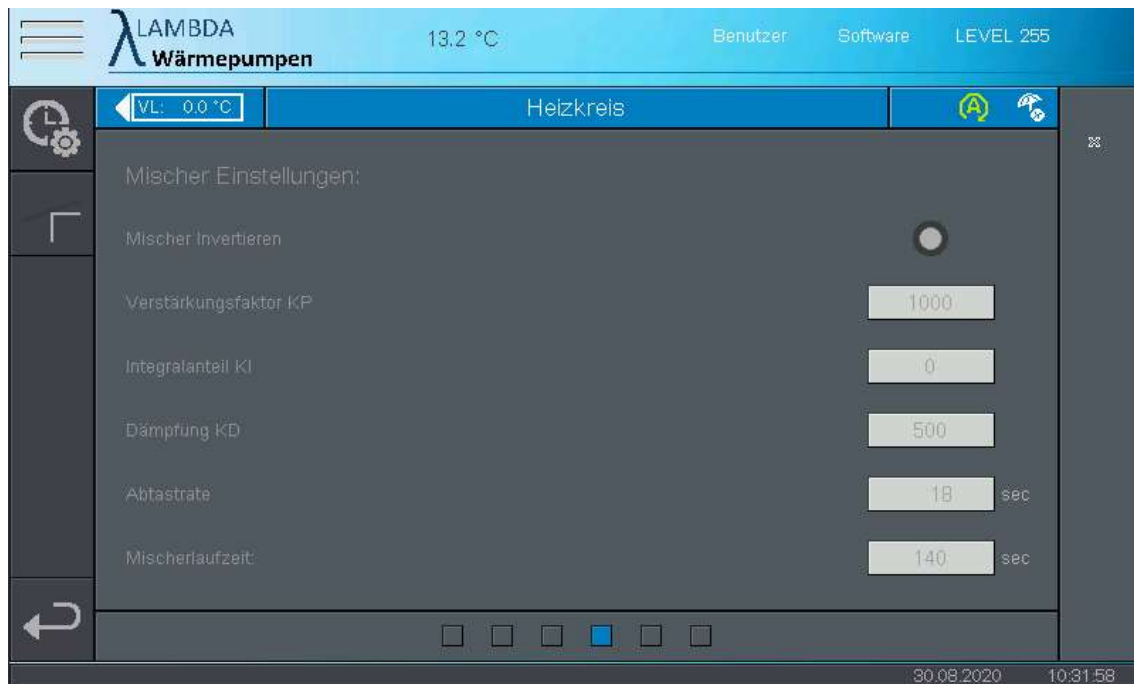 LAMBDA
Wärmepumpen
13.2 °C
Benutzer
Software
LEVEL 255
VL: 0.0 °C
Heizkreis
A
Mischer Einstellungen:
Mischer Invertieren
Verstärkungsfaktor KP
1000
Integralanteil KI
0
Dämpfung KD
500
Abtastrate
18 sec
Mischerlaufzeit:
140 sec
30.08.2020 10:31:58